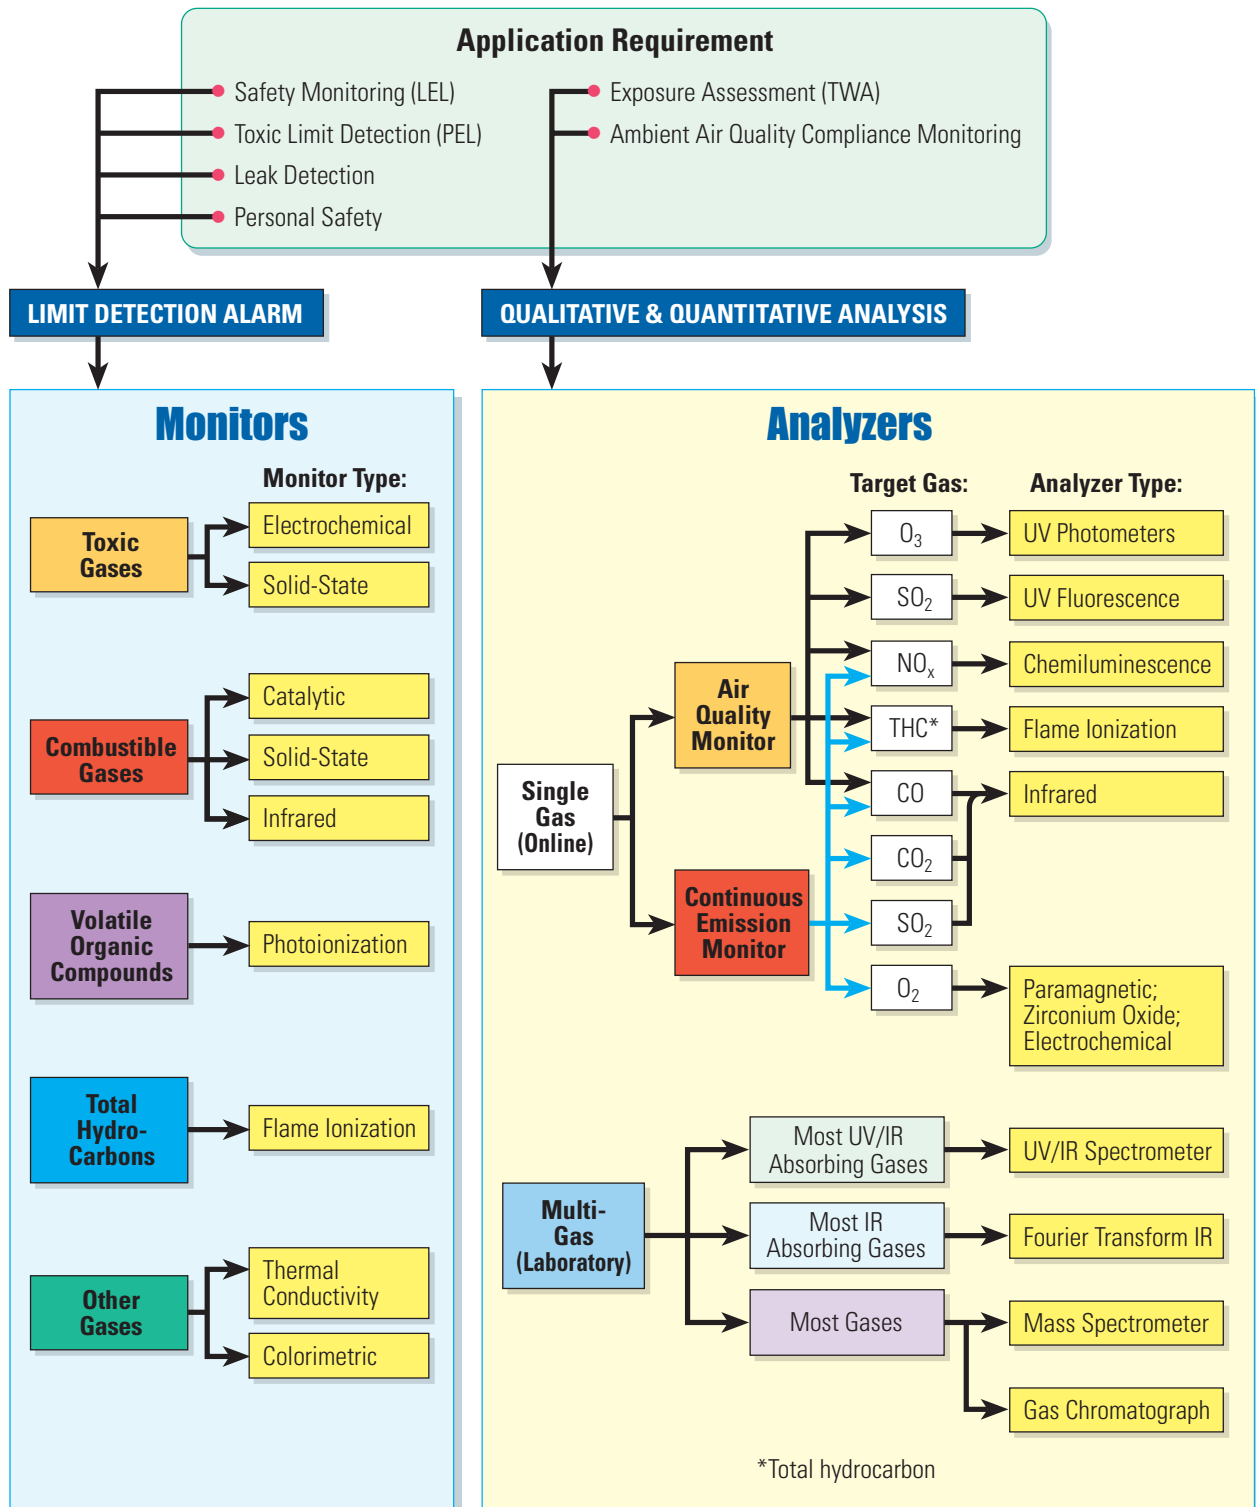 Application Requirement
Safety Monitoring (LEL)
Toxic Limit Detection (PEL)
Leak Detection
Personal Safety
Exposure Assessment (TWA)
Ambient Air Quality Compliance Monitoring
LIMIT DETECTION ALARM
QUALITATIVE & QUANTITATIVE ANALYSIS
Monitors
Monitor Type:
Toxic
Gases
Electrochemical
Solid-State
Combustible
Gases
Catalytic
Solid-State
Infrared
Volatile
Organic
Compounds
Photoionization
Total
Hydro-
Carbons
Flame Ionization
Other
Gases
Thermal
Conductivity
Colorimetric
Analyzers
Target Gas:
Analyzer Type:
Single
Gas
(Online)
Air
Quality
Monitor
Continuous
Emission
Monitor
O3
UV Photometers
SO2
UV Fluorescence
NOx
Chemiluminescence
THC*
Flame Ionization
CO
Infrared
CO2
SO2
O2
Paramagnetic;
Zirconium Oxide;
Electrochemical
Multi-
Gas
(Laboratory)
Most UV/IR
Absorbing Gases
UV/IR Spectrometer
Most IR
Absorbing Gases
Fourier Transform IR
Most Gases
Mass Spectrometer
Gas Chromatograph
*Total hydrocarbon